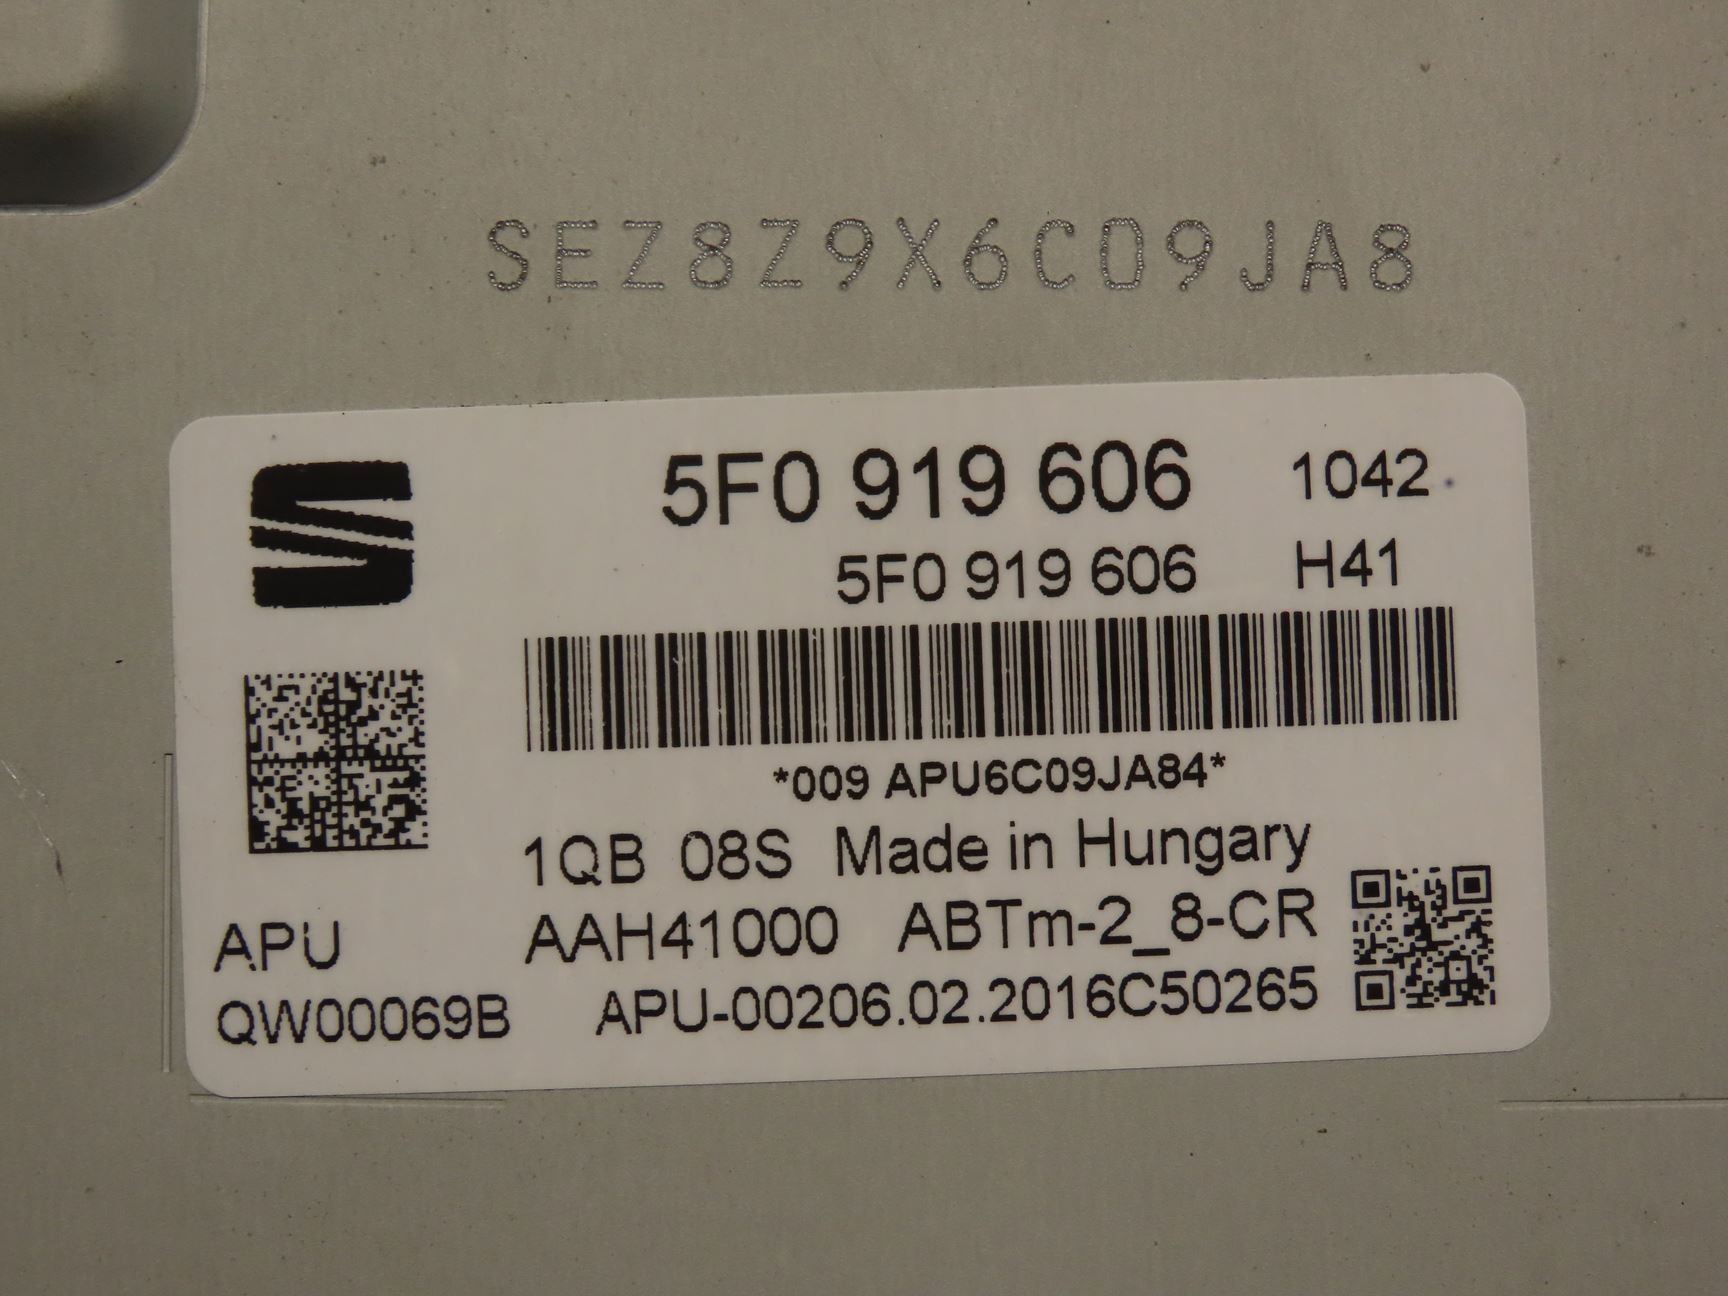 SEZ8Z9X6C09JA8
5F0 919 606 1042
5F0 919 606 H41
*009 APU6C09JA84*
1QB 08S Made in Hungary
APU AAH41000 ABTm-2_8-CR
QW00069B APU-00206.02.2016C50265